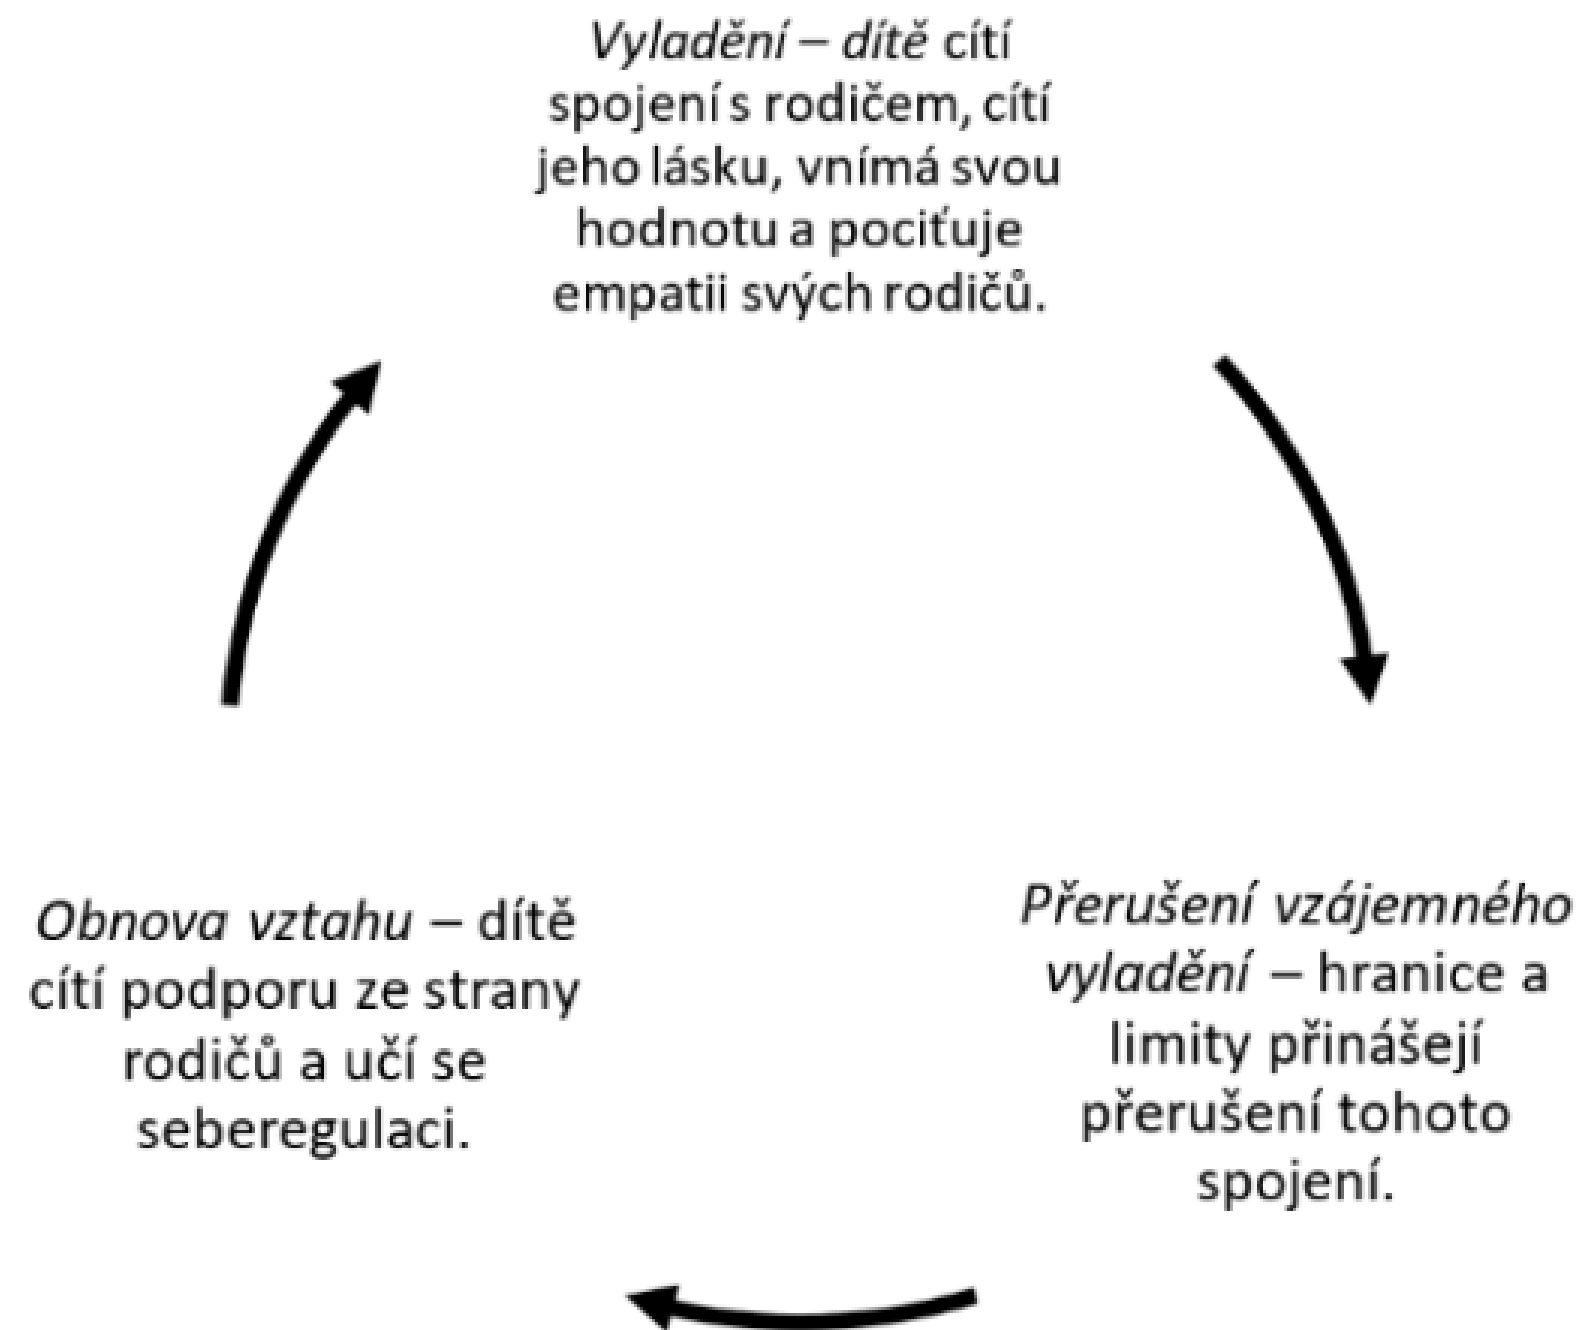 Vyladění – dítě cítí
spojení s rodičem, cítí
jeho lásku, vnímá svou
hodnotu a pociťuje
empatii svých rodičů.
Přerušení vzájemného
vyladění – hranice a
limity přinášejí
přerušení tohoto
spojení.
Obnova vztahu – dítě
cítí podporu ze strany
rodičů a učí se
seberegulaci.